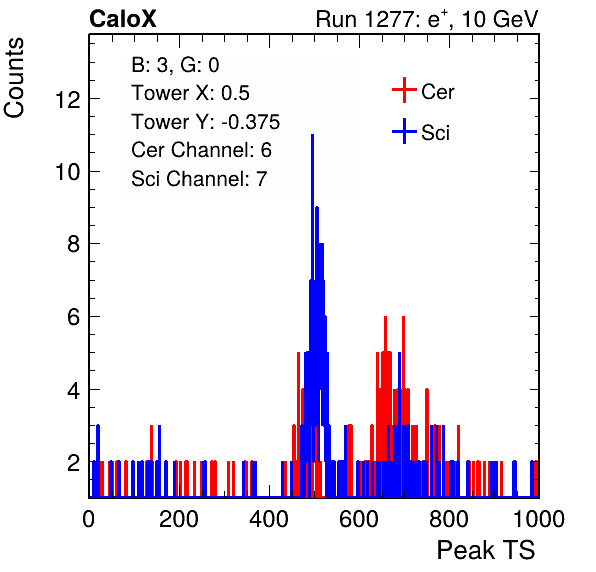 CaloX Run 1277: e⁺, 10 GeV
Counts
B: 3, G: 0
Tower X: 0.5
Tower Y: -0.375
Cer Channel: 6
Sci Channel: 7
Cer
Sci
12
10
8
6
4
2
0 200 400 600 800 1000
Peak TS